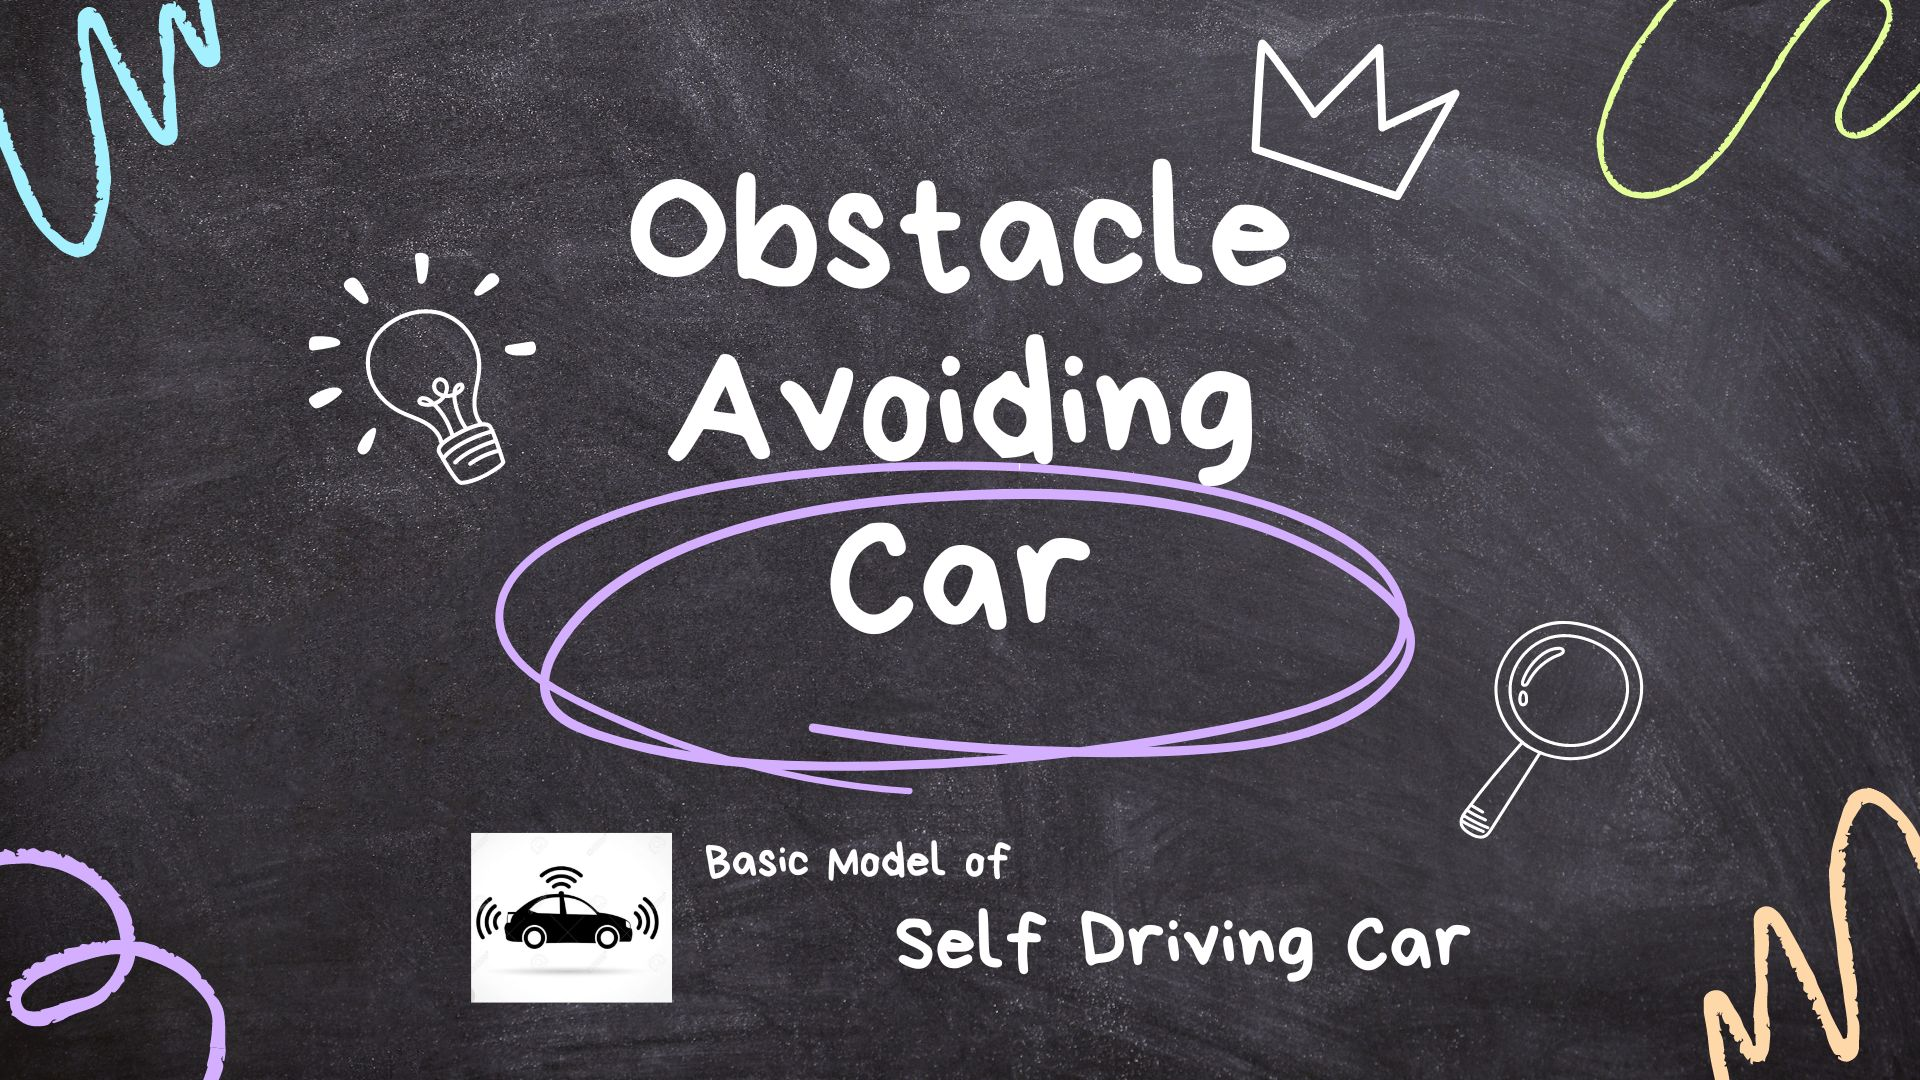 Obstacle
Avoiding
Car
Basic Model of
Self Driving Car